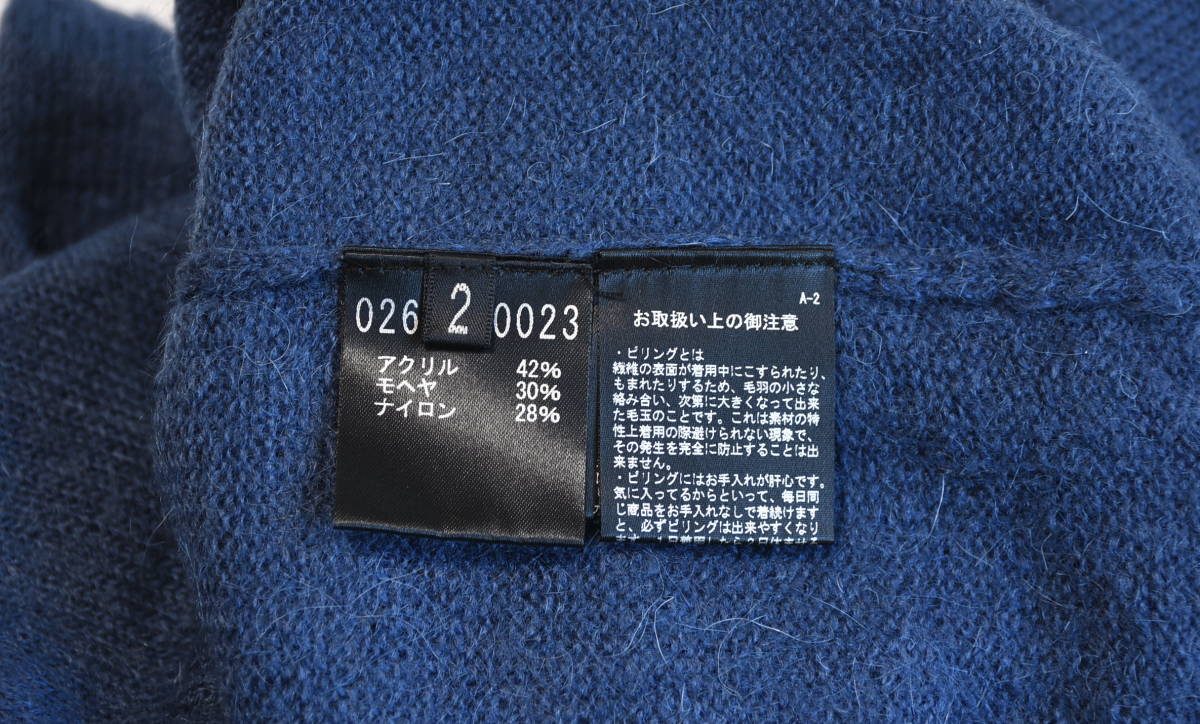 026 2 0023
アクリル 42%
モヘヤ 30%
ナイロン 28%
A-2
お取扱い上の御注意
・ピリングとは
繊維の表面が着用中にこすられたり、
もまれたりするため、毛羽の小さな
絡み合い、次第に大きくなって出来
た毛玉のことです。これは素材の特
性上着用の際避けられない現象で、
その発生を完全に防止することは出
来ません。
・ピリングにはお手入れが肝心です。
気に入ってるからといって、毎日同
じ商品をお手入れなしで着続けます
と、必ずピリングは出来やすくなり